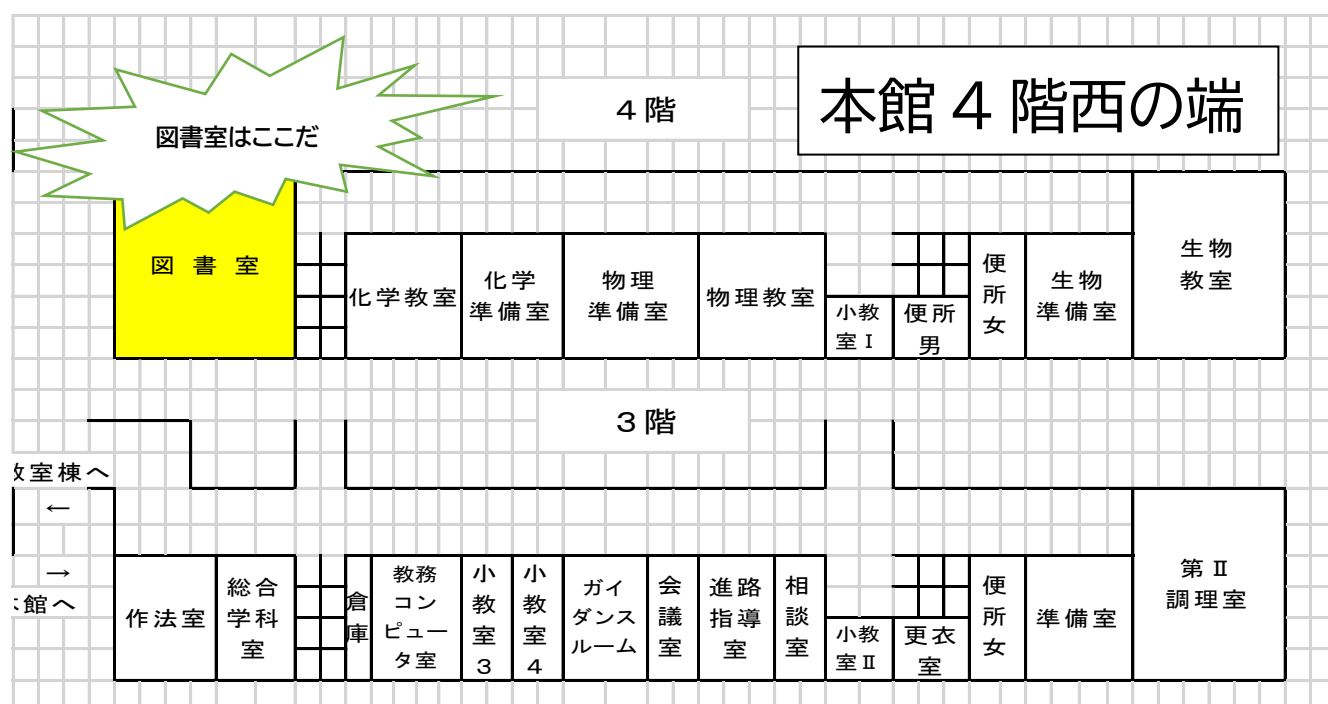 本館4階西の端
図書室はここだ
4階
図書室
化学教室
化学
準備室
物理
準備室
物理教室
小教
室Ⅰ
便所
男
便
所
女
生物
準備室
生物
教室
3階
教室棟へ
←
→
本館へ
作法室
総合
学科
室
倉
庫
教務
コン
ピュー
タ室
小
教
室
3
小
教
室
4
ガイ
ダンス
ルーム
会
議
室
進路
指導
室
相
談
室
小教
室Ⅱ
更衣
室
便
所
女
準備室
第Ⅱ
調理室